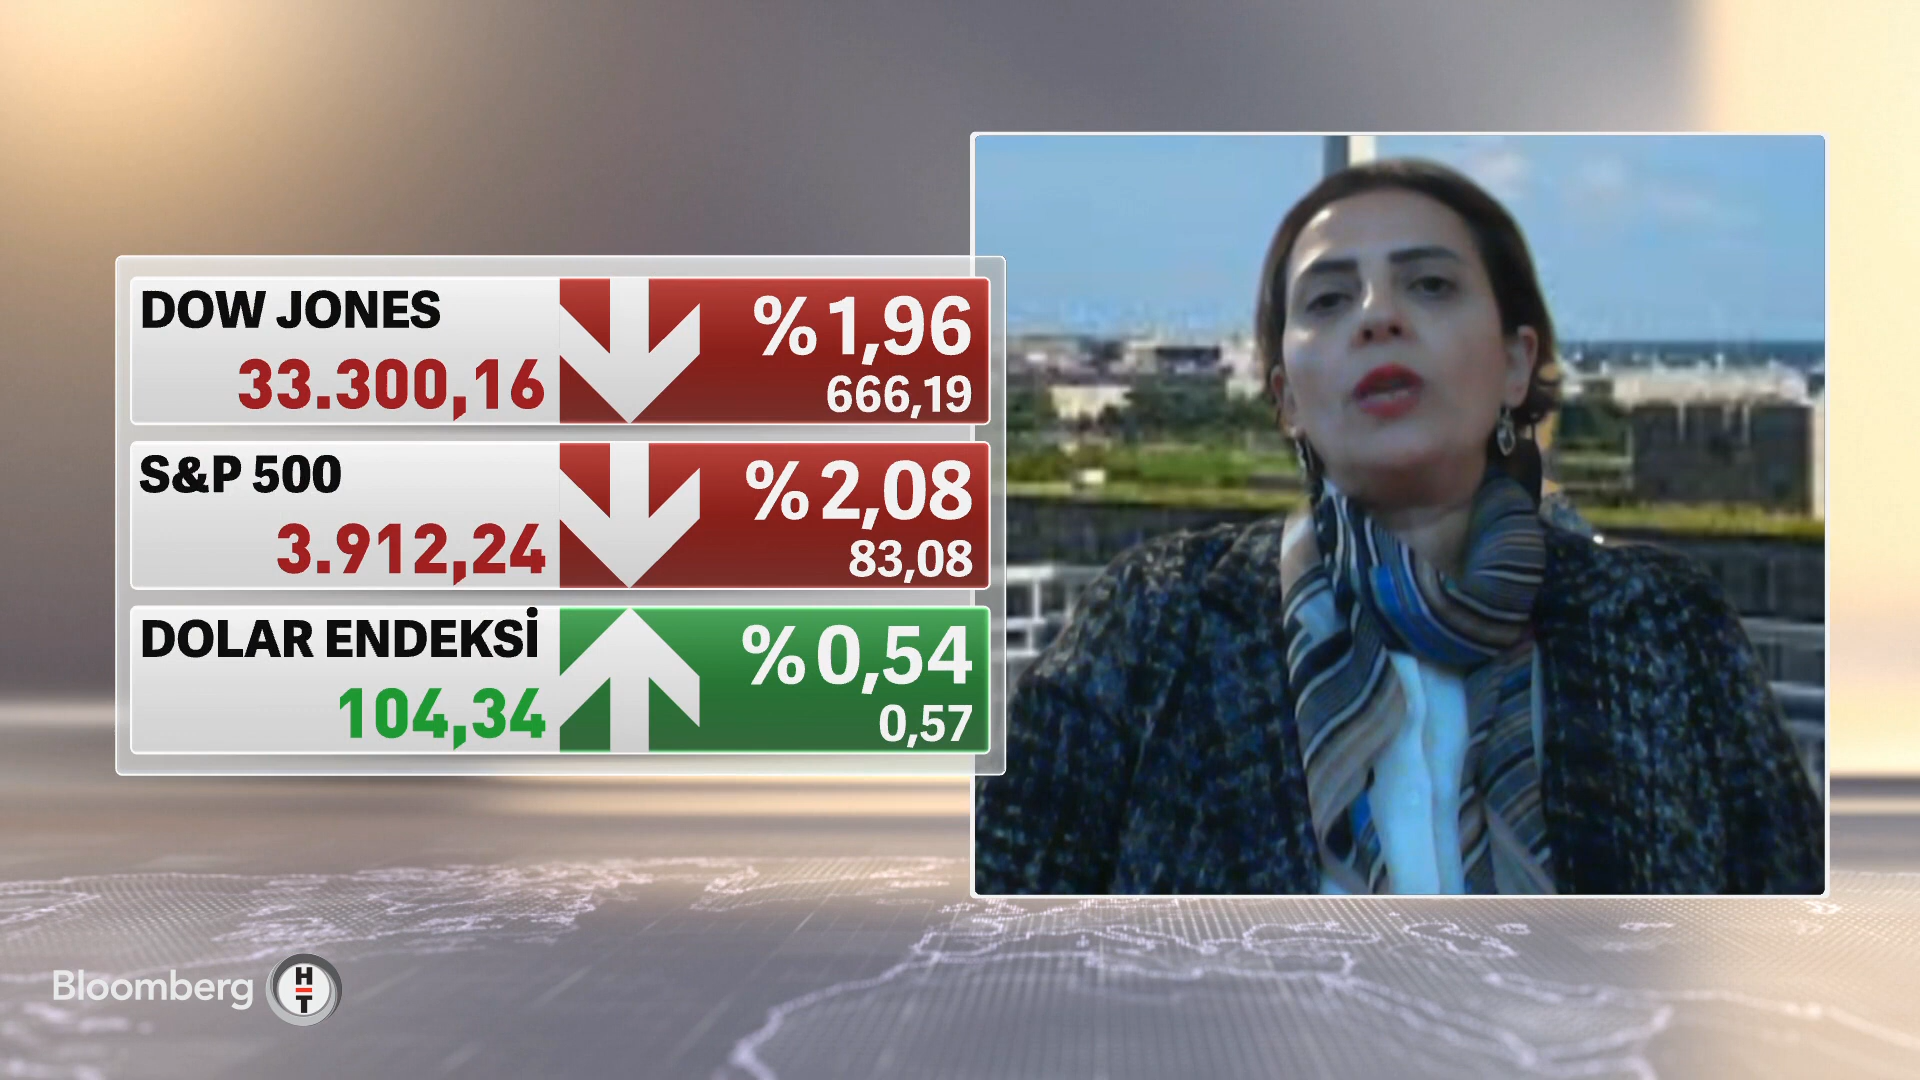 DOW JONES
33.300,16
%1,96
666,19
S&P 500
3.912,24
%2,08
83,08
DOLAR ENDEKSİ
104,34
%0,54
0,57
Bloomberg HT